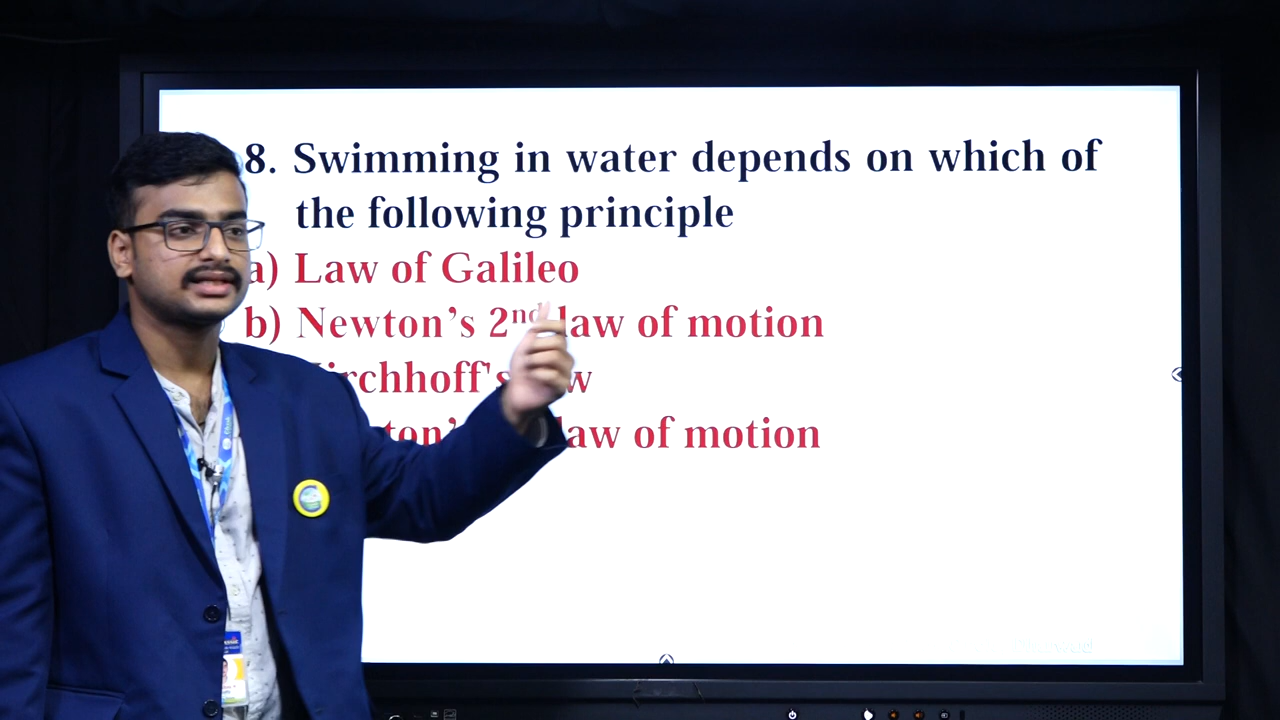 8. Swimming in water depends on which of
the following principle
a) Law of Galileo
b) Newton's 2nd law of motion
Kirchhoff's
law of motion